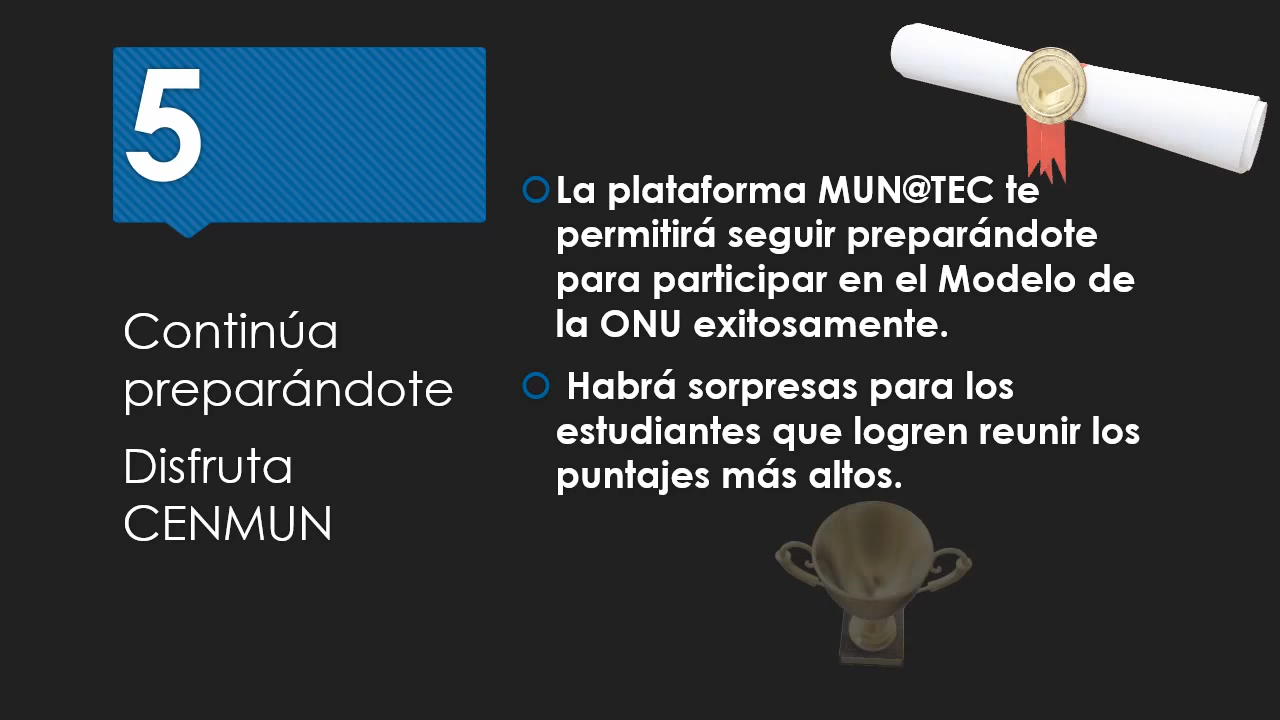 5
Continúa
preparándote
Disfruta
CENMUN
La plataforma MUN@TEC te
permitirá seguir preparándote
para participar en el Modelo de
la ONU exitosamente.
Habrá sorpresas para los
estudiantes que logren reunir los
puntajes más altos.